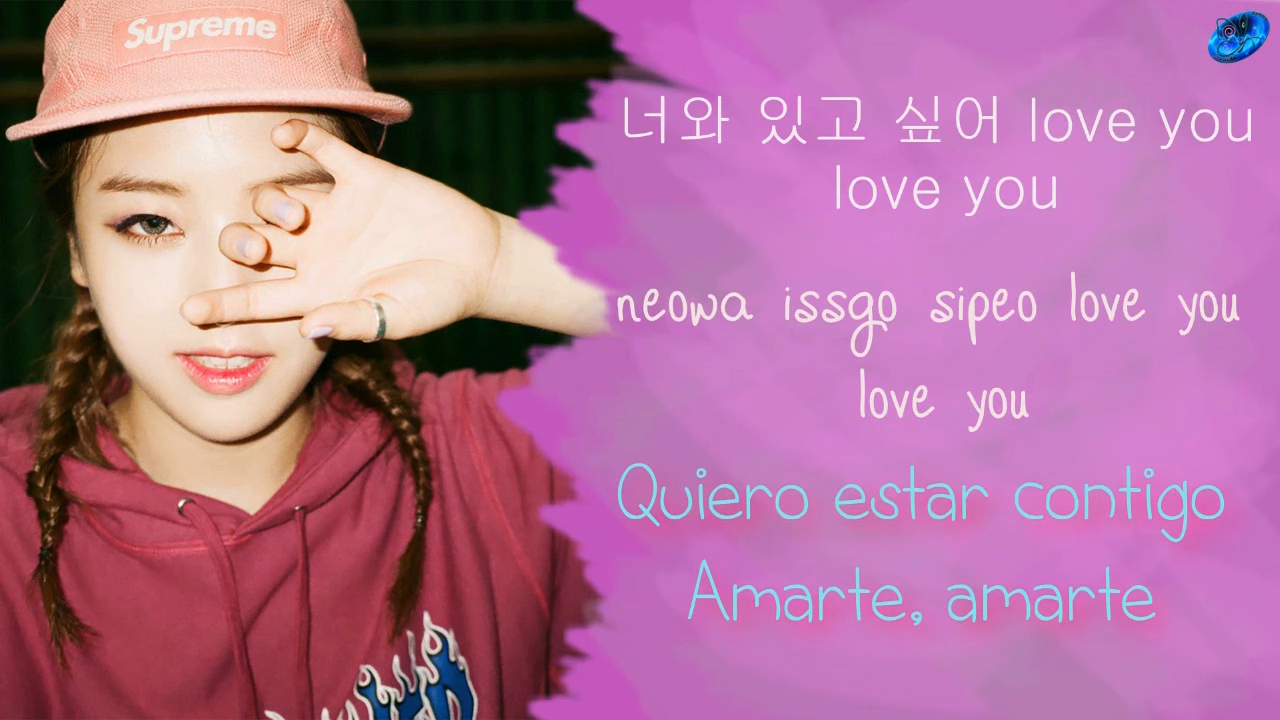 Supreme
너와 있고 싶어 love you
love you
neowa issgo sipeo love you
love you
Quiero estar contigo
Amarte, amarte